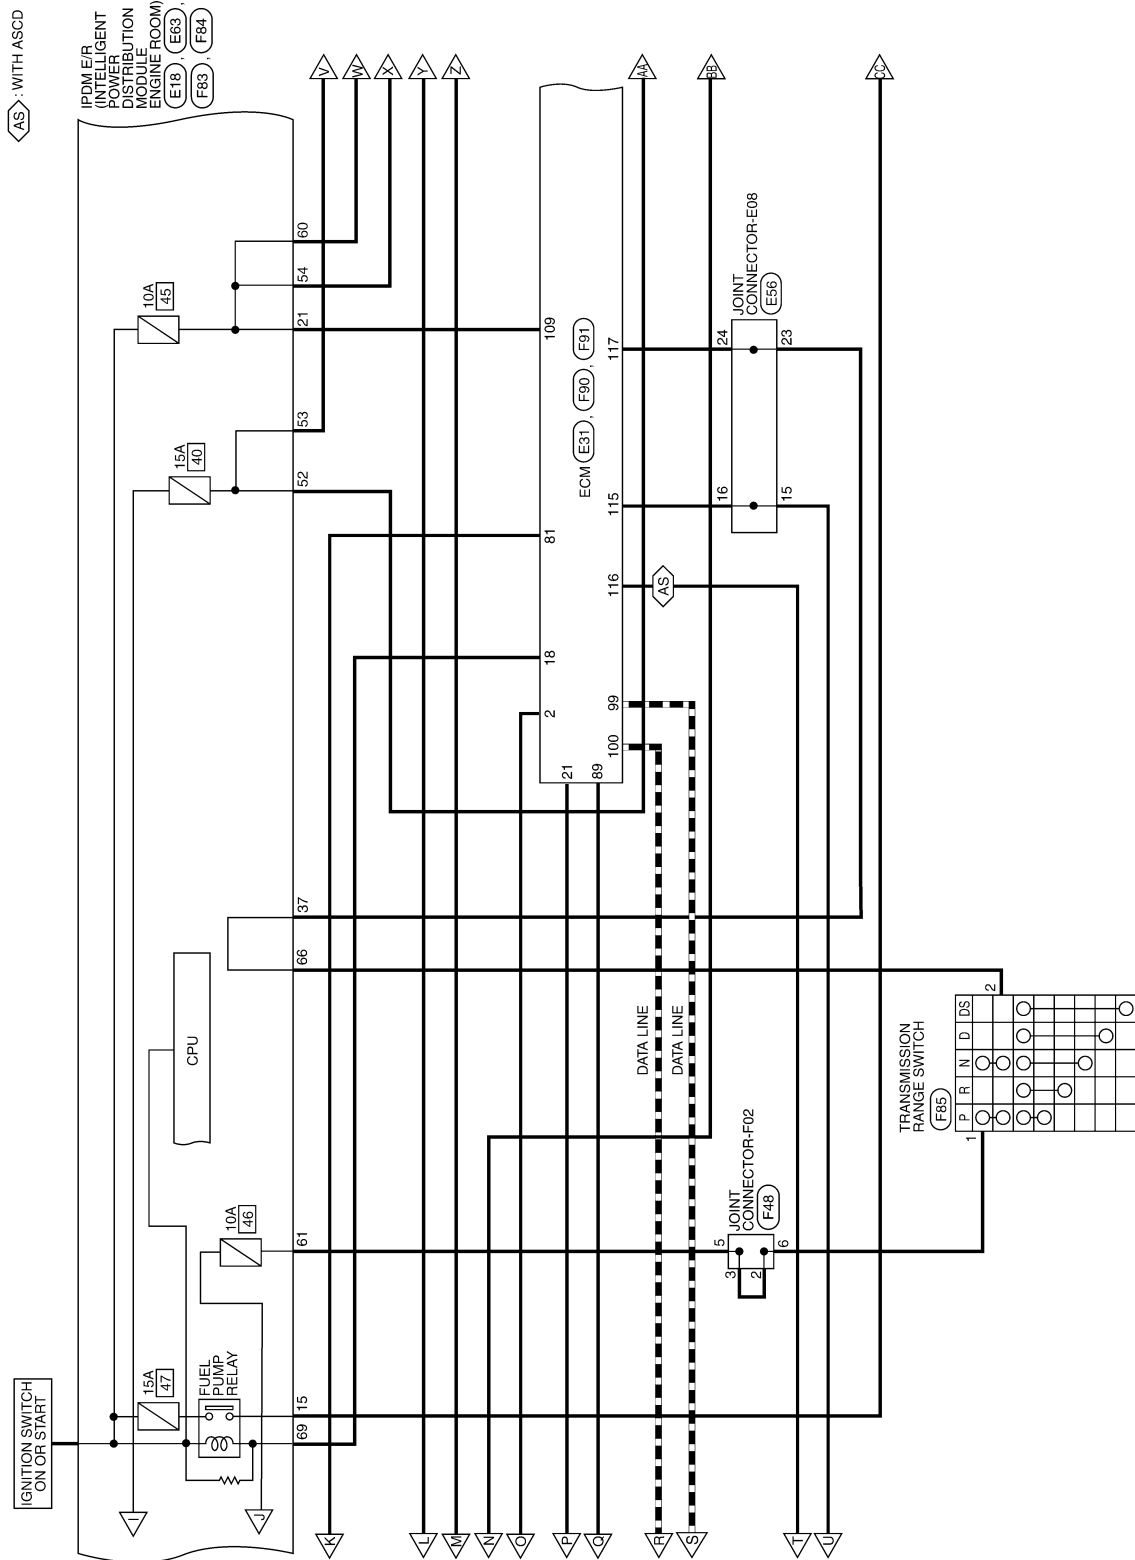 AS : WITH ASCD
IPDM E/R
(INTELLIGENT
POWER
DISTRIBUTION
MODULE
ENGINE ROOM)
E18 , E63 ,
F83 , F84
IGNITION SWITCH
ON OR START
15A
47
FUEL
PUMP
RELAY
10A
46
CPU
15A
40
10A
45
I
J
69
15
61
66
37
52
53
21
54
60
K
L
M
N
O
P
Q
R
S
T
U
V
W
X
Y
Z
AA
BB
CC
21
89
2
18
81
109
100
99
116
115
117
ECM E31 , F90 , F91
AS
DATA LINE
DATA LINE
16
24
15
23
JOINT
CONNECTOR-E08
E56
5
3
2
6
JOINT
CONNECTOR-F02
F48
TRANSMISSION
RANGE SWITCH
F85
1
2
P R N D DS